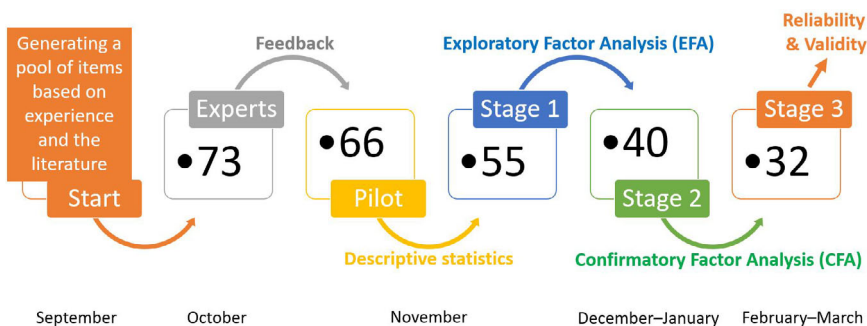 Generating a
pool of items
based on
experience
and the
literature
Start
Experts
•73
Feedback
•66
Pilot
Descriptive statistics
Exploratory Factor Analysis (EFA)
Stage 1
•55
•40
Stage 2
Confirmatory Factor Analysis (CFA)
Reliability
& Validity
Stage 3
•32
September
October
November
December–January
February–March